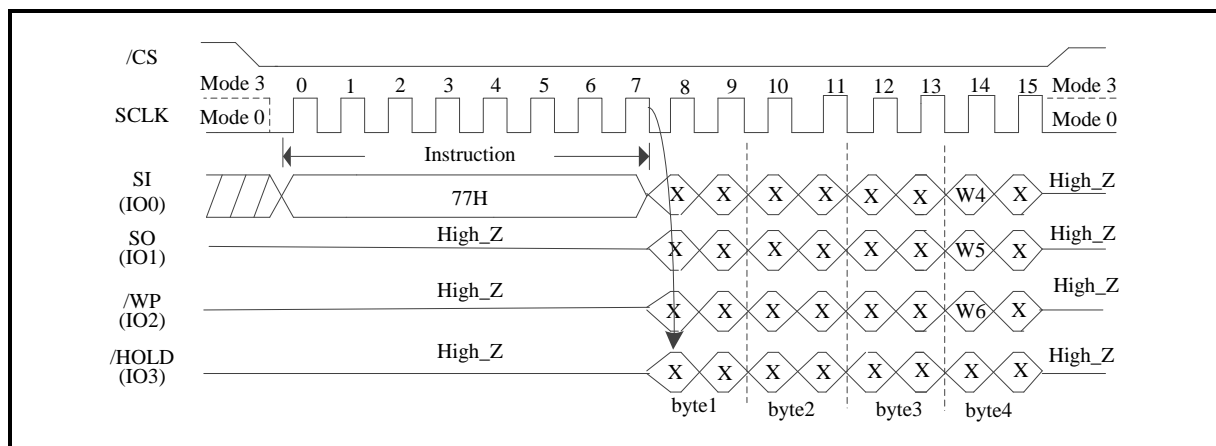 /CS
Mode 3 0 1 2 3 4 5 6 7 8 9 10 11 12 13 14 15 Mode 3
SCLK
Mode 0 Mode 0
Instruction
SI
(IO0)
77H X X X X X X W4 X High_Z
SO
(IO1)
High_Z X X X X X X W5 X High_Z
/WP
(IO2)
High_Z X X X X X X W6 X High_Z
/HOLD
(IO3)
High_Z X X X X X X X X High_Z
byte1 byte2 byte3 byte4